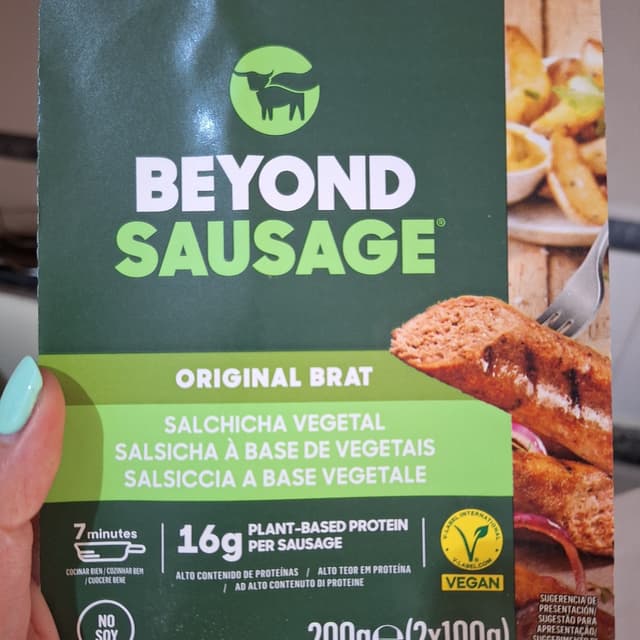 BEYOND
SAUSAGE®
ORIGINAL BRAT
SALCHICHA VEGETAL
SALSICHA À BASE DE VEGETAIS
SALSICCIA A BASE VEGETALE
7 minutes
COCINAR BIEN / COZINHAR BEM
/ CUOCERE BENE
16g PLANT-BASED PROTEIN
PER SAUSAGE
ALTO CONTENIDO DE PROTEÍNAS / ALTO TEOR EM PROTEÍNA
/ AD ALTO CONTENUTO DI PROTEINE
V-LABEL INTERNATIONAL
V-LABEL.COM
VEGAN
NO
SOY
200g℮(2x100g)
SUGERENCIA DE
PRESENTACIÓN/
SUGESTÃO PARA
APRESENTAÇÃO/